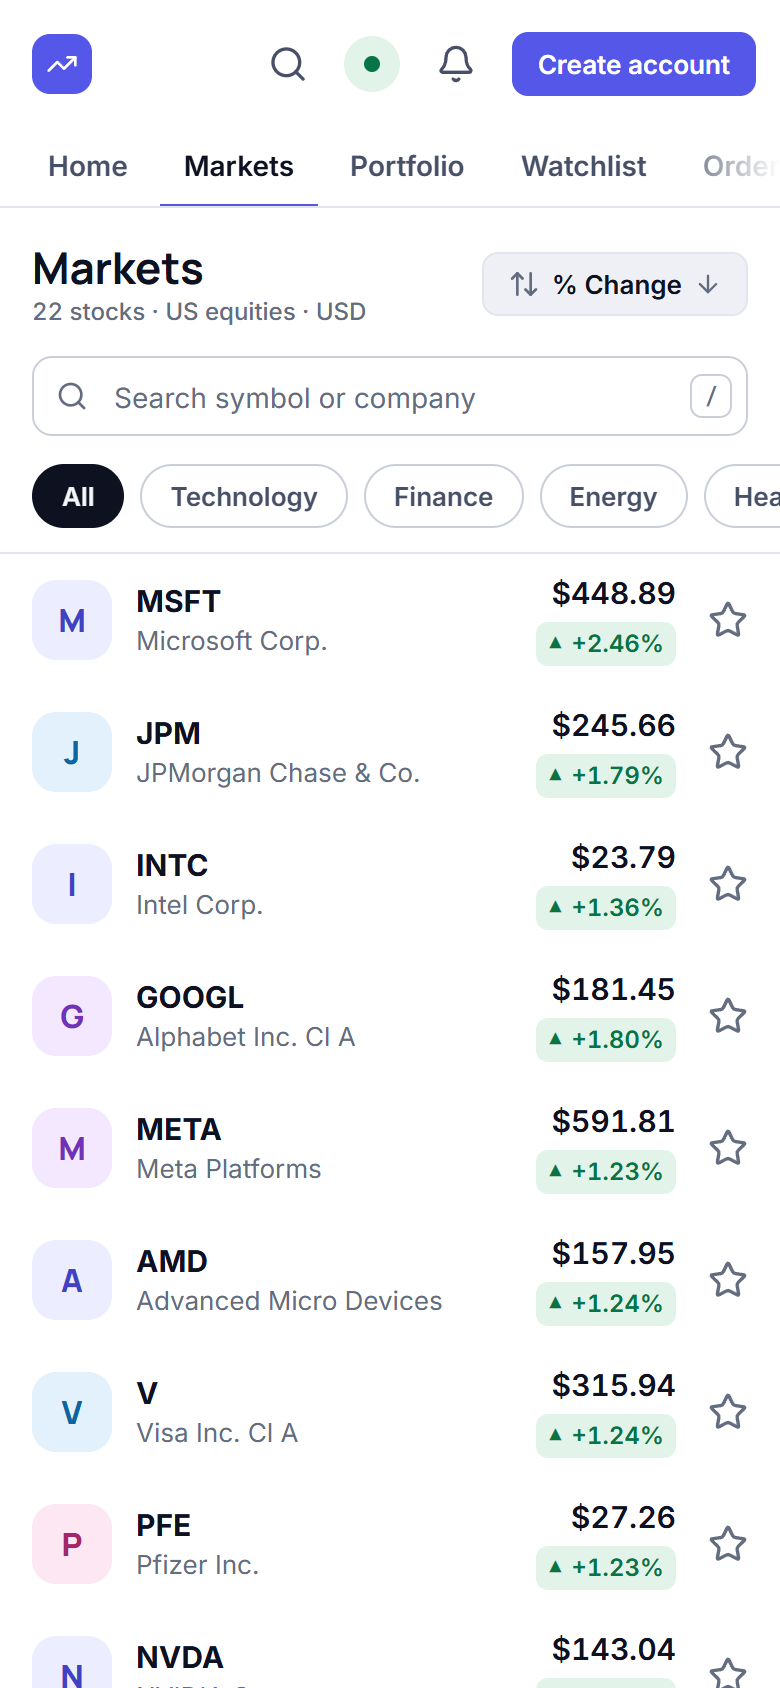 Create account
Home Markets Portfolio Watchlist Order
Markets
22 stocks · US equities · USD
% Change
Search symbol or company /
All Technology Finance Energy Hea
M MSFT $448.89
Microsoft Corp. ▲ +2.46%
J JPM $245.66
JPMorgan Chase & Co. ▲ +1.79%
I INTC $23.79
Intel Corp. ▲ +1.36%
G GOOGL $181.45
Alphabet Inc. Cl A ▲ +1.80%
M META $591.81
Meta Platforms ▲ +1.23%
A AMD $157.95
Advanced Micro Devices ▲ +1.24%
V V $315.94
Visa Inc. Cl A ▲ +1.24%
P PFE $27.26
Pfizer Inc. ▲ +1.23%
N NVDA $143.04